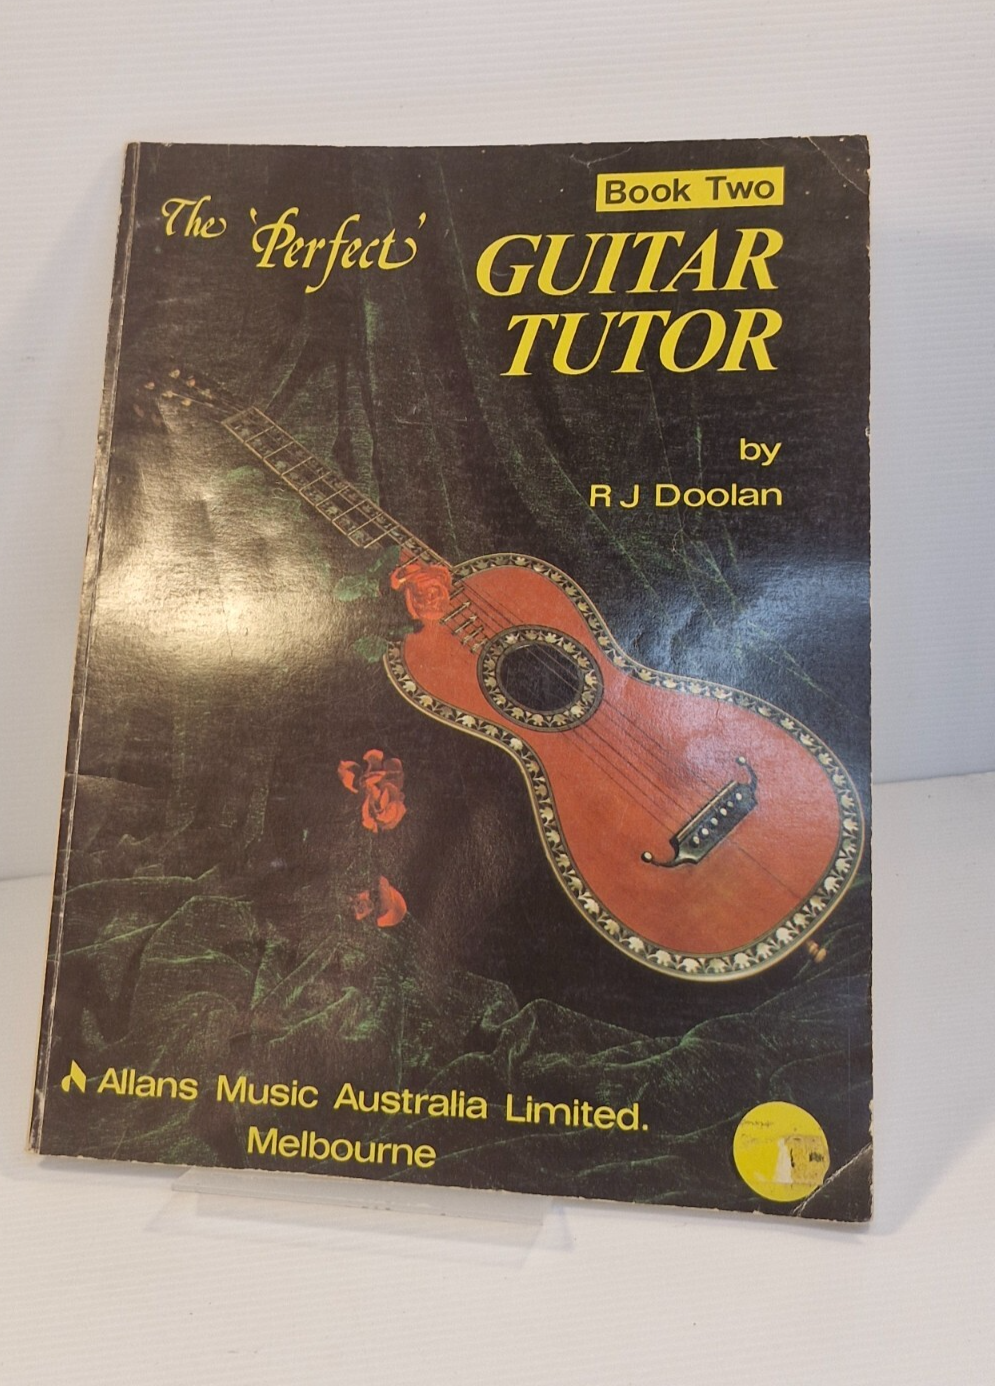 Book Two
The 'Perfect'
GUITAR
TUTOR
by
R J Doolan
Allans Music Australia Limited.
Melbourne